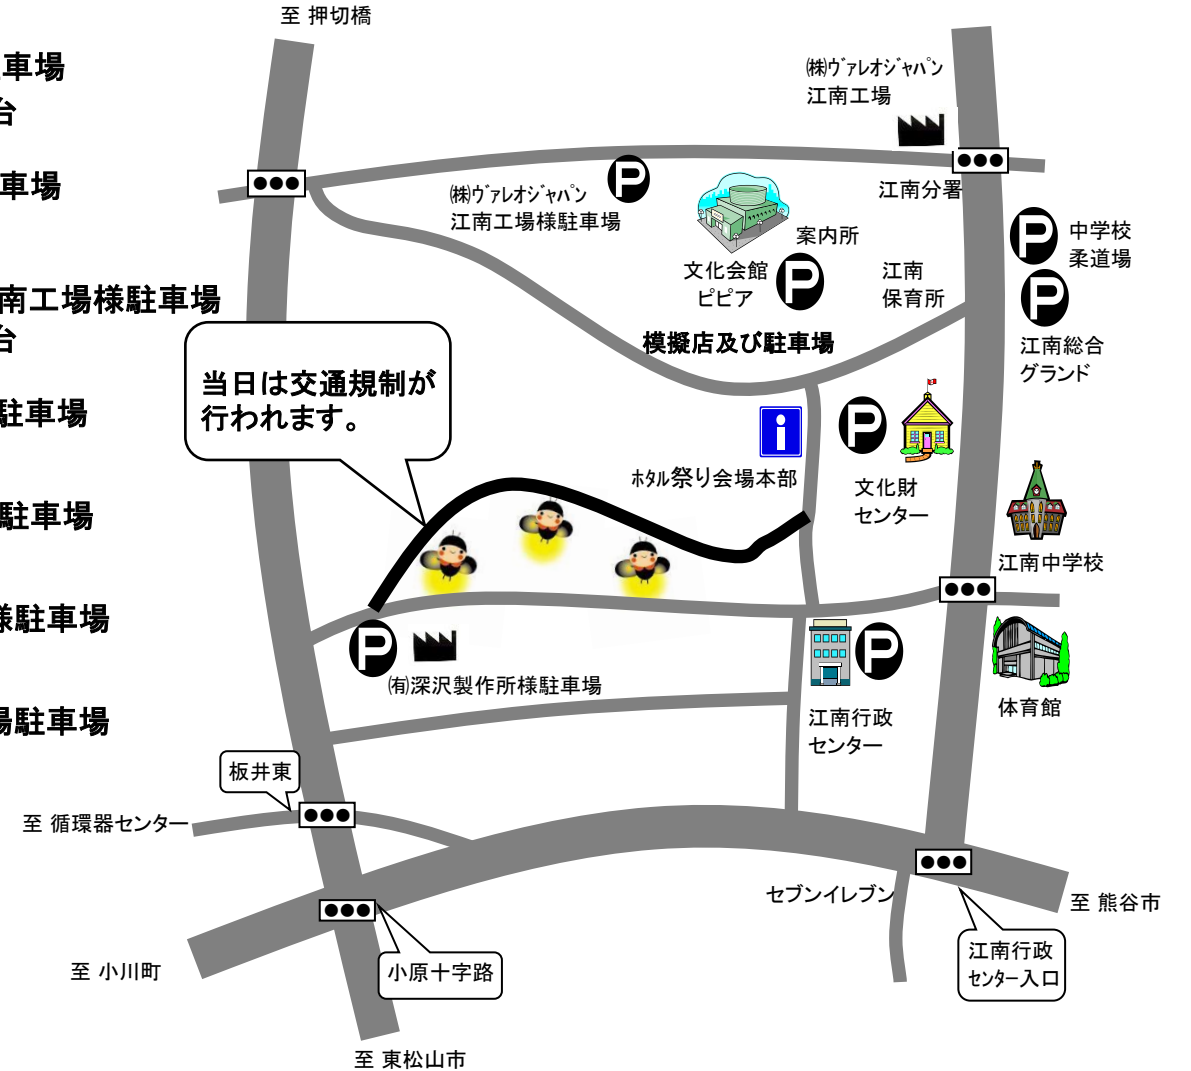 至 押切橋
車場
台
車場
南工場様駐車場
台
駐車場
駐車場
様駐車場
場駐車場
㈱ヴァレオジャパン
江南工場
㈱ヴァレオジャパン
江南工場様駐車場
P
江南分署
案内所
文化会館
ピピア
P
江南
保育所
P
中学校
柔道場
P
江南総合
グランド
模擬店及び駐車場
当日は交通規制が
行われます。
i
ホタル祭り会場本部
P
文化財
センター
江南中学校
P
㈲深沢製作所様駐車場
P
江南行政
センター
体育館
板井東
至 循環器センター
セブンイレブン
至 熊谷市
江南行政
センター入口
至 小川町
小原十字路
至 東松山市